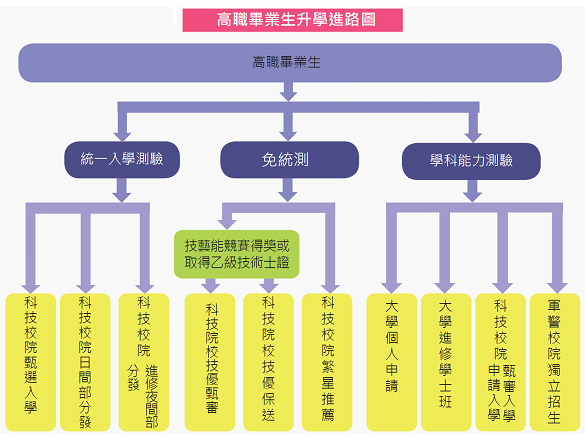 高職畢業生升學進路圖
高職畢業生
統一入學測驗
免統測
學科能力測驗
技藝能競賽得獎或
取得乙級技術士證
科技校院甄選入學
科技校院日間部分發
科技校院
進修夜間部
分發
科技院校技優甄審
科技院校技優保送
科技校院繁星推薦
大學個人申請
大學進修學士班
科技校院
甄審入學
申請入學
軍警校院獨立招生